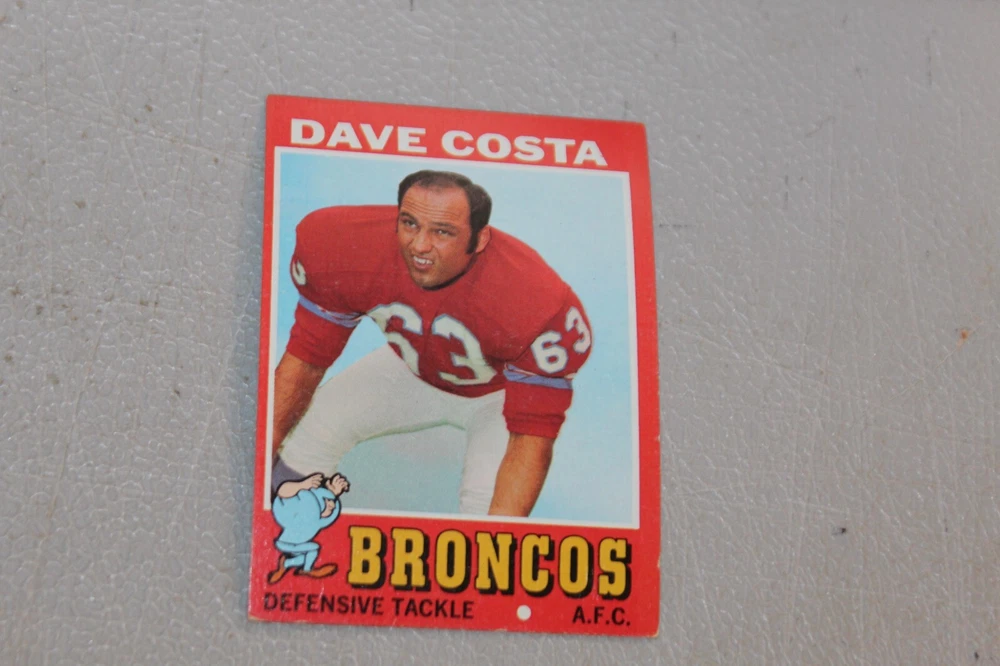 DAVE COSTA
63 63
BRONCOS
DEFENSIVE TACKLE A.F.C.